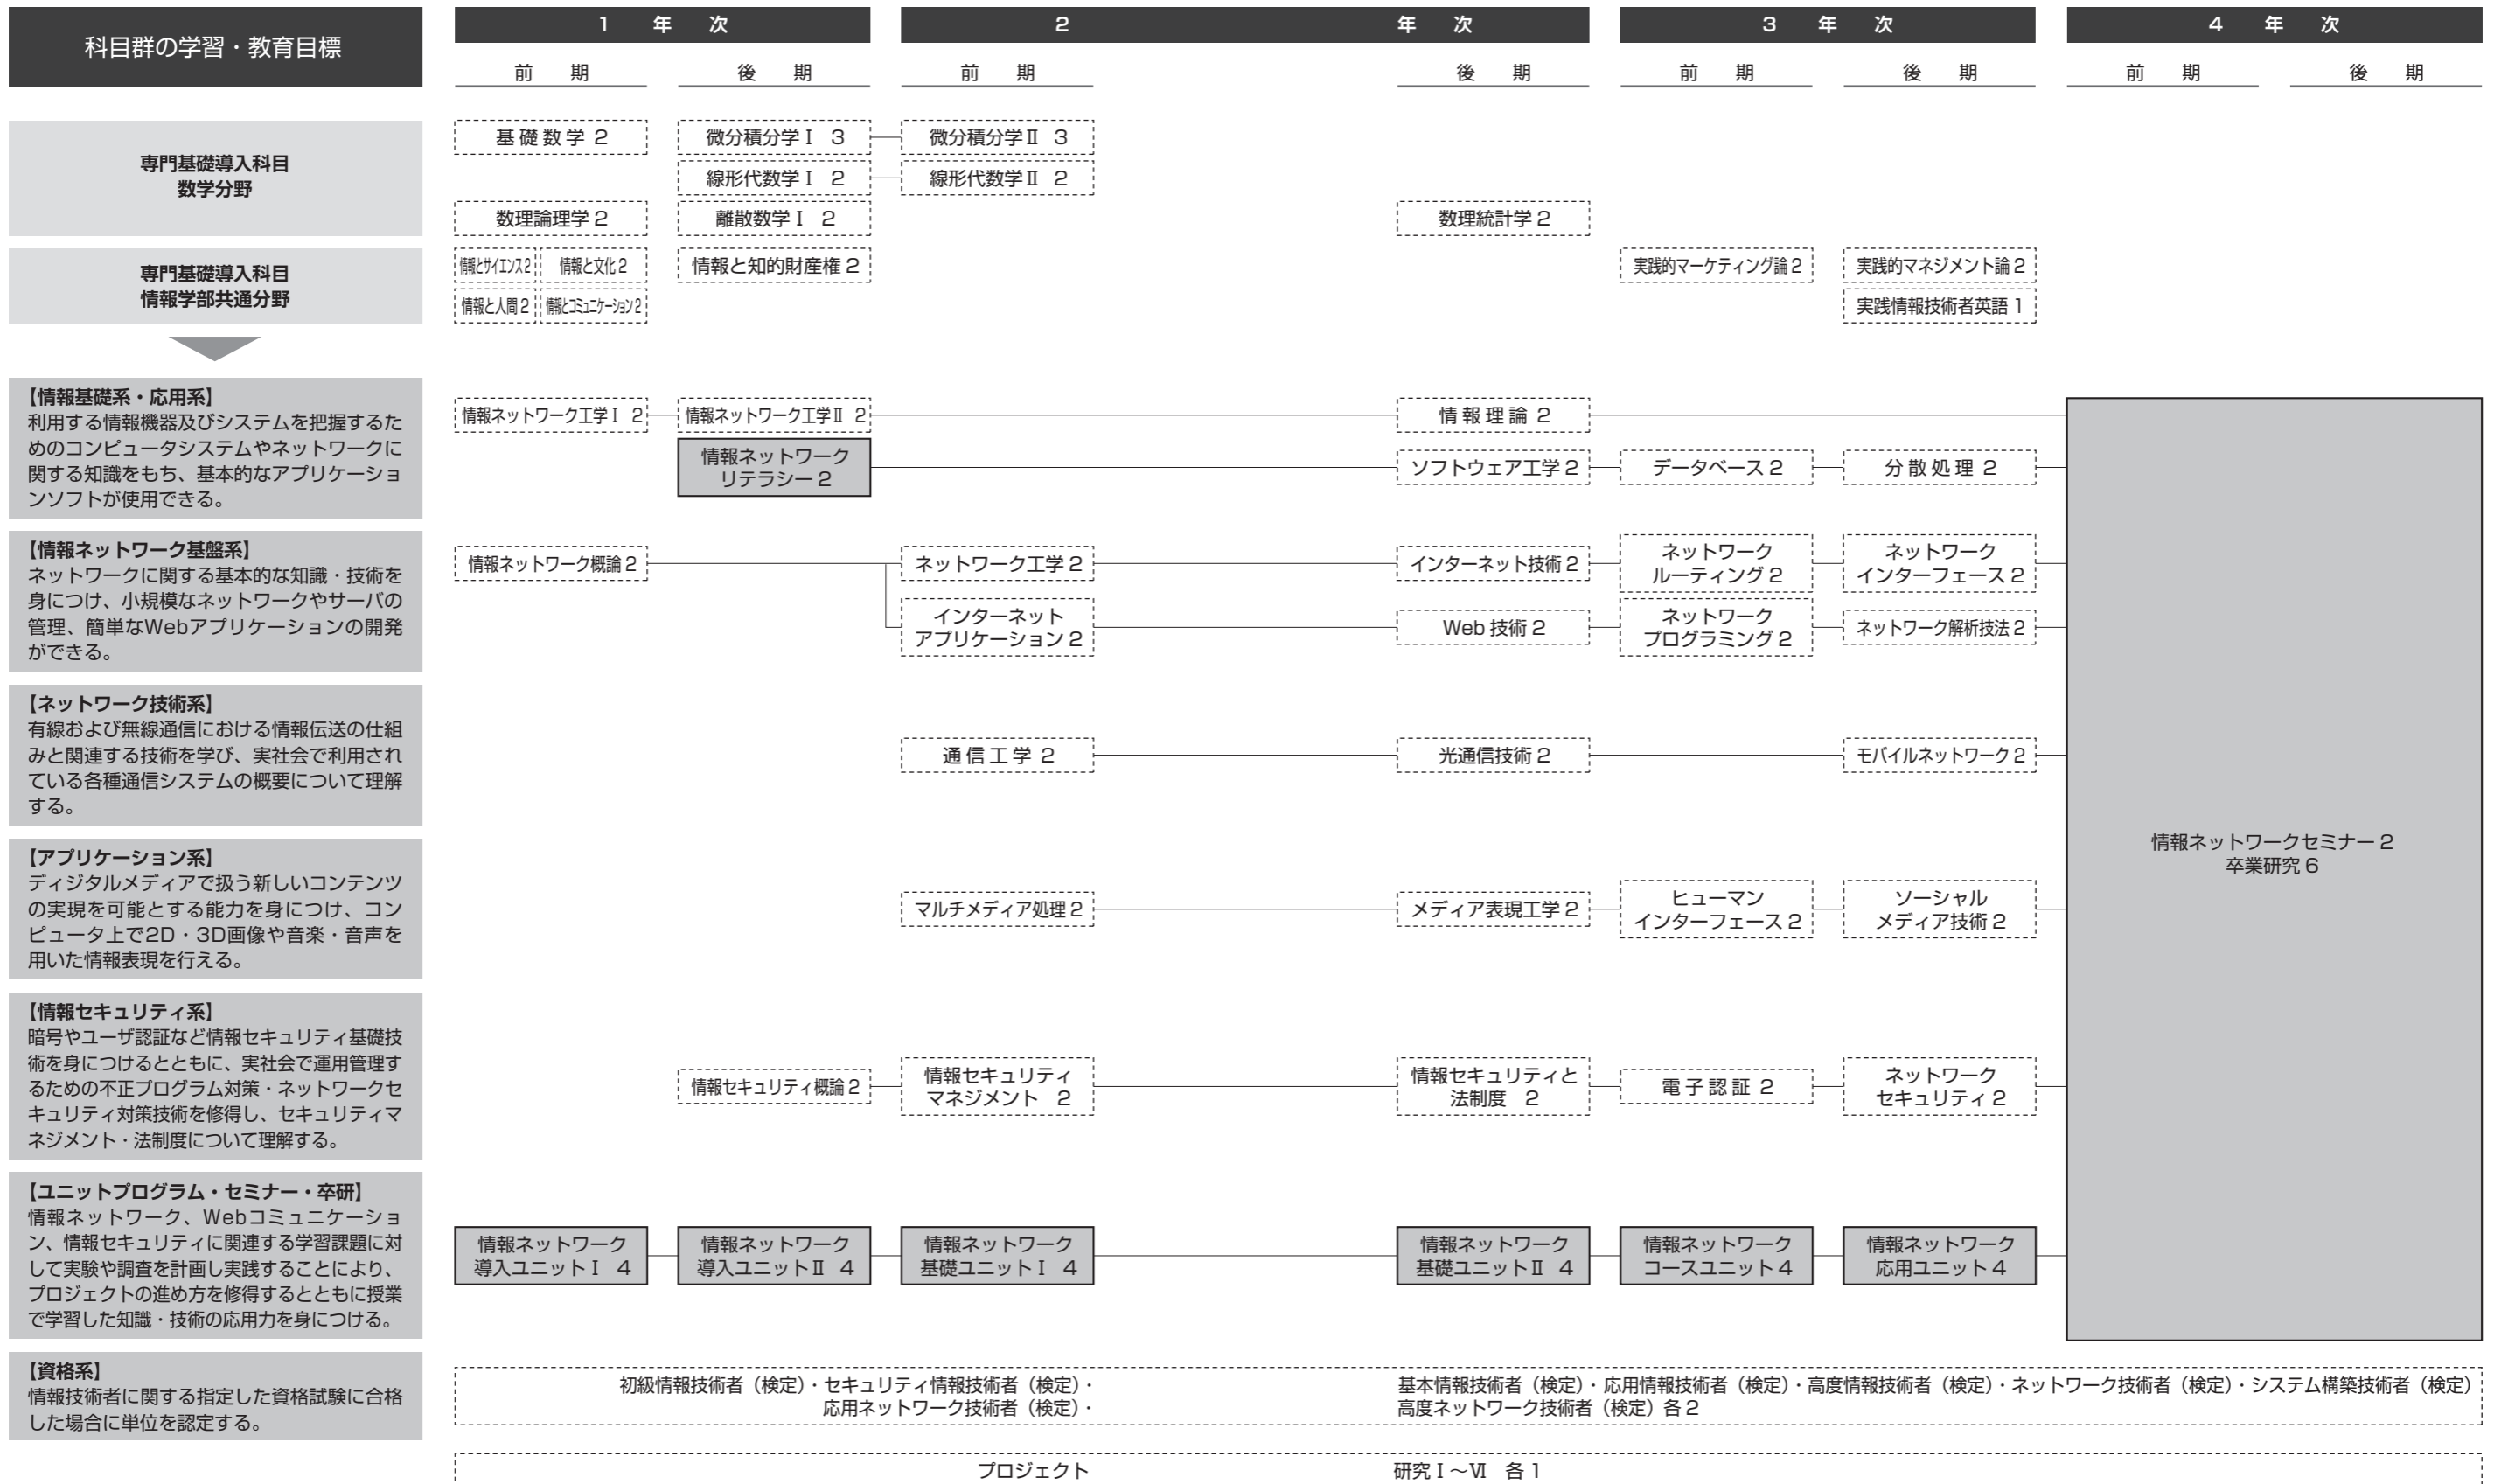 科目群の学習・教育目標
1 年 次
2 年 次
3 年 次
4 年 次
前 期
後 期
前 期
後 期
前 期
後 期
前 期
後 期
専門基礎導入科目
数学分野
基 礎 数 学 2
微分積分学Ⅰ 3
微分積分学Ⅱ 3
線形代数学Ⅰ 2
線形代数学Ⅱ 2
数理論理学 2
離散数学Ⅰ 2
数理統計学 2
専門基礎導入科目
情報学部共通分野
情報とサイエンス 2
情報と文化 2
情報と知的財産権 2
実践的マーケティング論 2
実践的マネジメント論 2
情報と人間 2
情報とコミュニケーション 2
実践情報技術者英語 1
【情報基礎系・応用系】
利用する情報機器及びシステムを把握するた
めのコンピュータシステムやネットワークに
関する知識をもち、基本的なアプリケーショ
ンソフトが使用できる。
情報ネットワーク工学Ⅰ 2
情報ネットワーク工学Ⅱ 2
情 報 理 論 2
情報ネットワーク
リテラシー 2
ソフトウェア工学 2
データベース 2
分 散 処 理 2
【情報ネットワーク基盤系】
ネットワークに関する基本的な知識・技術を
身につけ、小規模なネットワークやサーバの
管理、簡単なWebアプリケーションの開発
ができる。
情報ネットワーク概論 2
ネットワーク工学 2
インターネット技術 2
ネットワーク
ルーティング 2
ネットワーク
インターフェース 2
インターネット
アプリケーション 2
Web 技術 2
ネットワーク
プログラミング 2
ネットワーク解析技法 2
【ネットワーク技術系】
有線および無線通信における情報伝送の仕組
みと関連する技術を学び、実社会で利用され
ている各種通信システムの概要について理解
する。
通 信 工 学 2
光通信技術 2
モバイルネットワーク 2
【アプリケーション系】
ディジタルメディアで扱う新しいコンテンツ
の実現を可能とする能力を身につけ、コン
ピュータ上で2D・3D画像や音楽・音声を
用いた情報表現を行える。
マルチメディア処理 2
メディア表現工学 2
ヒューマン
インターフェース 2
ソーシャル
メディア技術 2
情報ネットワークセミナー 2
卒業研究 6
【情報セキュリティ系】
暗号やユーザ認証など情報セキュリティ基礎技
術を身につけるとともに、実社会で運用管理す
るための不正プログラム対策・ネットワークセ
キュリティ対策技術を修得し、セキュリティマ
ネジメント・法制度について理解する。
情報セキュリティ概論 2
情報セキュリティ
マネジメント 2
情報セキュリティと
法制度 2
電 子 認 証 2
ネットワーク
セキュリティ 2
【ユニットプログラム・セミナー・卒研】
情報ネットワーク、Webコミュニケーショ
ン、情報セキュリティに関連する学習課題に対
して実験や調査を計画し実践することにより、
プロジェクトの進め方を修得するとともに授業
で学習した知識・技術の応用力を身につける。
情報ネットワーク
導入ユニットⅠ 4
情報ネットワーク
導入ユニットⅡ 4
情報ネットワーク
基礎ユニットⅠ 4
情報ネットワーク
基礎ユニットⅡ 4
情報ネットワーク
コースユニット 4
情報ネットワーク
応用ユニット 4
【資格系】
情報技術者に関する指定した資格試験に合格
した場合に単位を認定する。
初級情報技術者（検定）・セキュリティ情報技術者（検定）・ 基本情報技術者（検定）・応用情報技術者（検定）・高度情報技術者（検定）・ネットワーク技術者（検定）・システム構築技術者（検定）
応用ネットワーク技術者（検定）・ 高度ネットワーク技術者（検定）各 2
プロジェクト 研究Ⅰ～Ⅵ 各 1